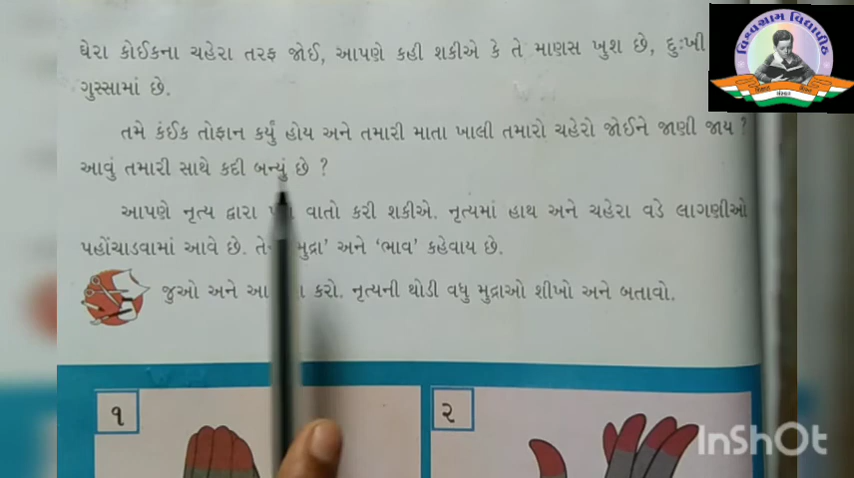 ઘેરા કોઈકના ચહેરા તરફ જોઈ, આપણે કહી શકીએ કે તે માણસ ખુશ છે, દુઃખી
ગુસ્સામાં છે.
તમે કંઈક તોફાન કર્યું હોય અને તમારી માતા ખાલી તમારો ચહેરો જોઈને જાણી જાય ?
આવું તમારી સાથે કદી બન્યું છે ?
આપણે નૃત્ય દ્વારા વાતો કરી શકીએ. નૃત્યમાં હાથ અને ચહેરા વડે લાગણીઓ
પહોંચાડવામાં આવે છે. મુદ્રા’ અને ‘ભાવ’ કહેવાય છે.
જુઓ અને કરો. નૃત્યની થોડી વધુ મુદ્રાઓ શીખો અને બતાવો.
૧
૨
વિશ્વગ્રામ વિદ્યાપીઠ
InShOt